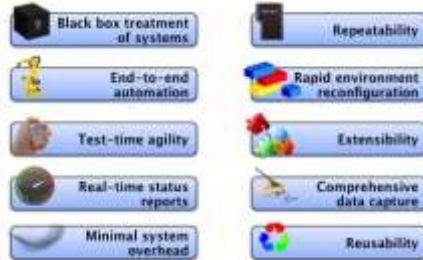 Black box treatment
of systems
End-to-end
automation
Test-time agility
Real-time status
reports
Minimal system
overhead
Repeatability
Rapid environment
reconfiguration
Extensibility
Comprehensive
data capture
Reusability